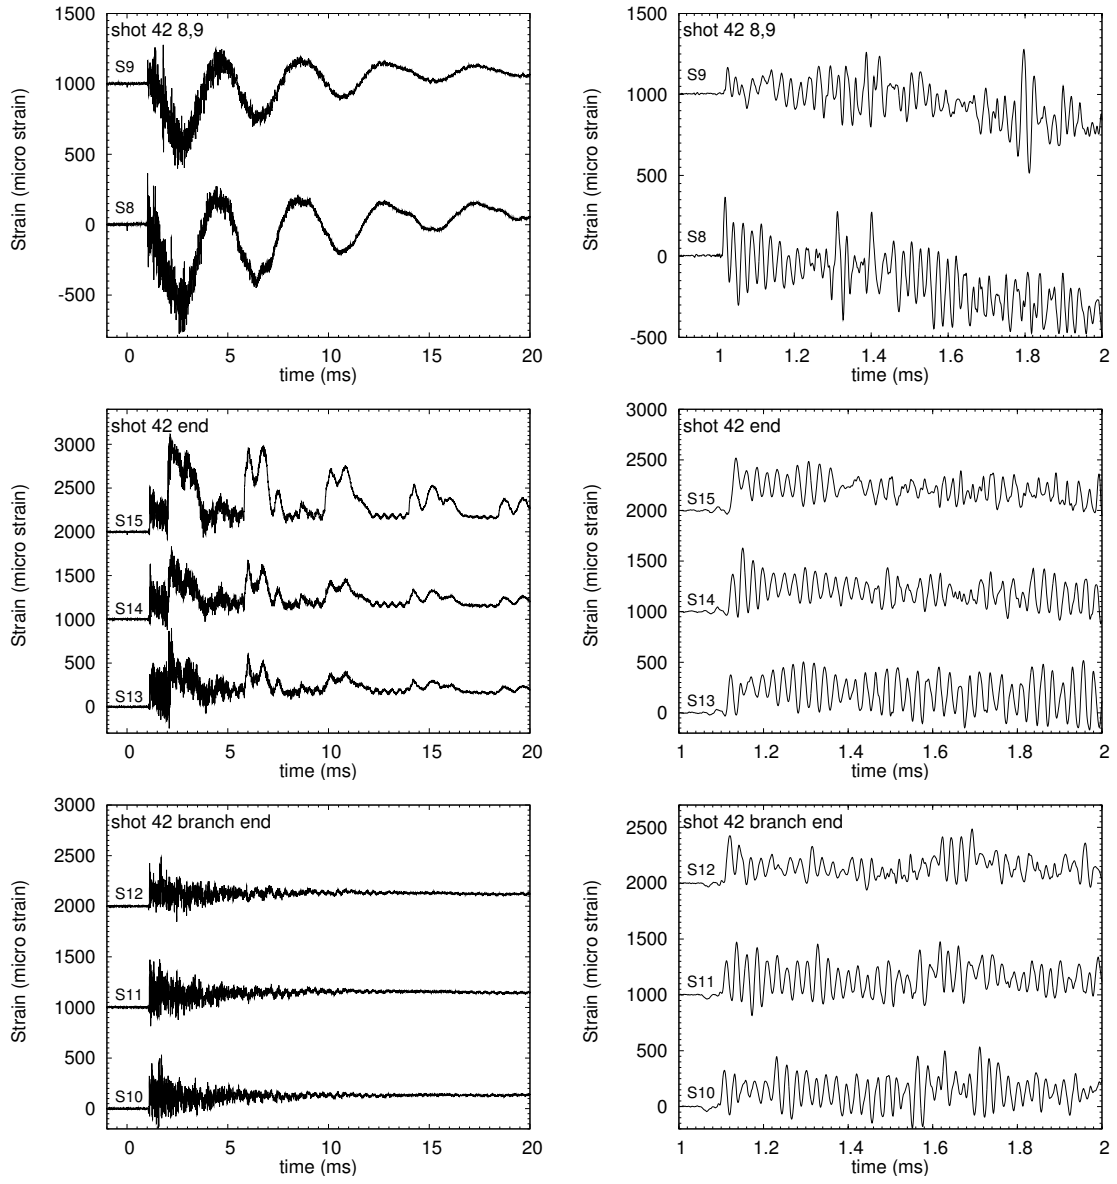 1500
shot 42 8,9
S9
1000
500
S8
0
-500
0 5 10 15 20
time (ms)
Strain (micro strain)
1500
shot 42 8,9
S9
1000
500
S8
0
-500
1 1.2 1.4 1.6 1.8 2
time (ms)
Strain (micro strain)
shot 42 end
3000
2500
S15
2000
1500
S14
1000
500
S13
0
0 5 10 15 20
time (ms)
Strain (micro strain)
3000
shot 42 end
2500
S15
2000
1500
S14
1000
500
S13
0
1 1.2 1.4 1.6 1.8 2
time (ms)
Strain (micro strain)
3000
shot 42 branch end
2500
S12
2000
1500
S11
1000
500
S10
0
0 5 10 15 20
time (ms)
Strain (micro strain)
shot 42 branch end
2500
S12
2000
1500
S11
1000
500
S10
0
1 1.2 1.4 1.6 1.8 2
time (ms)
Strain (micro strain)